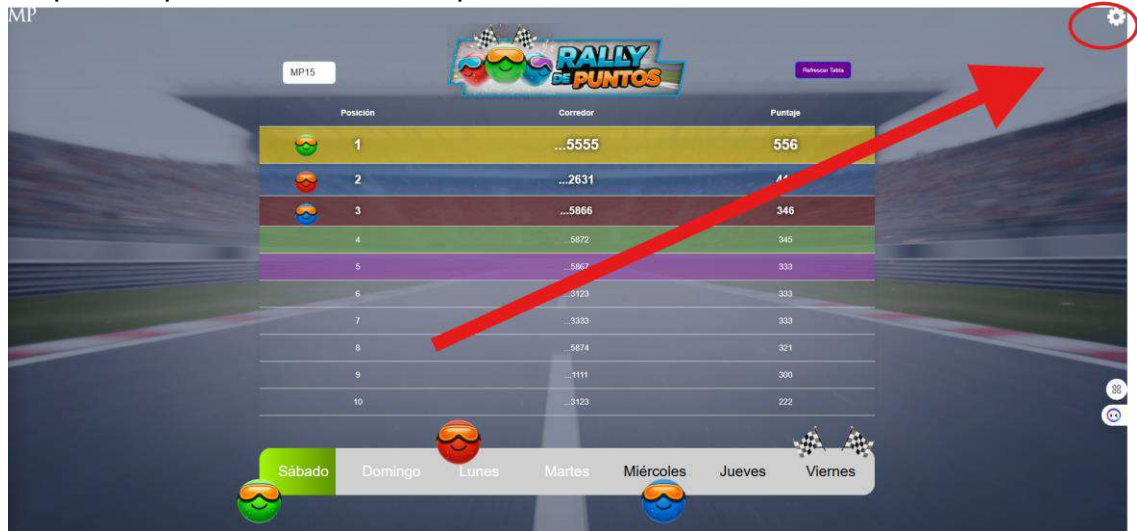 MP
RALLY
DE PUNTOS
MP15
Refrescar Tabla
Posición Corredor Puntaje
1 ...5555 556
2 ...2631
3 ...5866 346
4 ...5872 345
5 ...5867 333
6 ...3123 333
7 ...3333 333
8 ...5874 321
9 ...1111 300
10 ...3123 222
Sábado Domingo Lunes Martes Miércoles Jueves Viernes